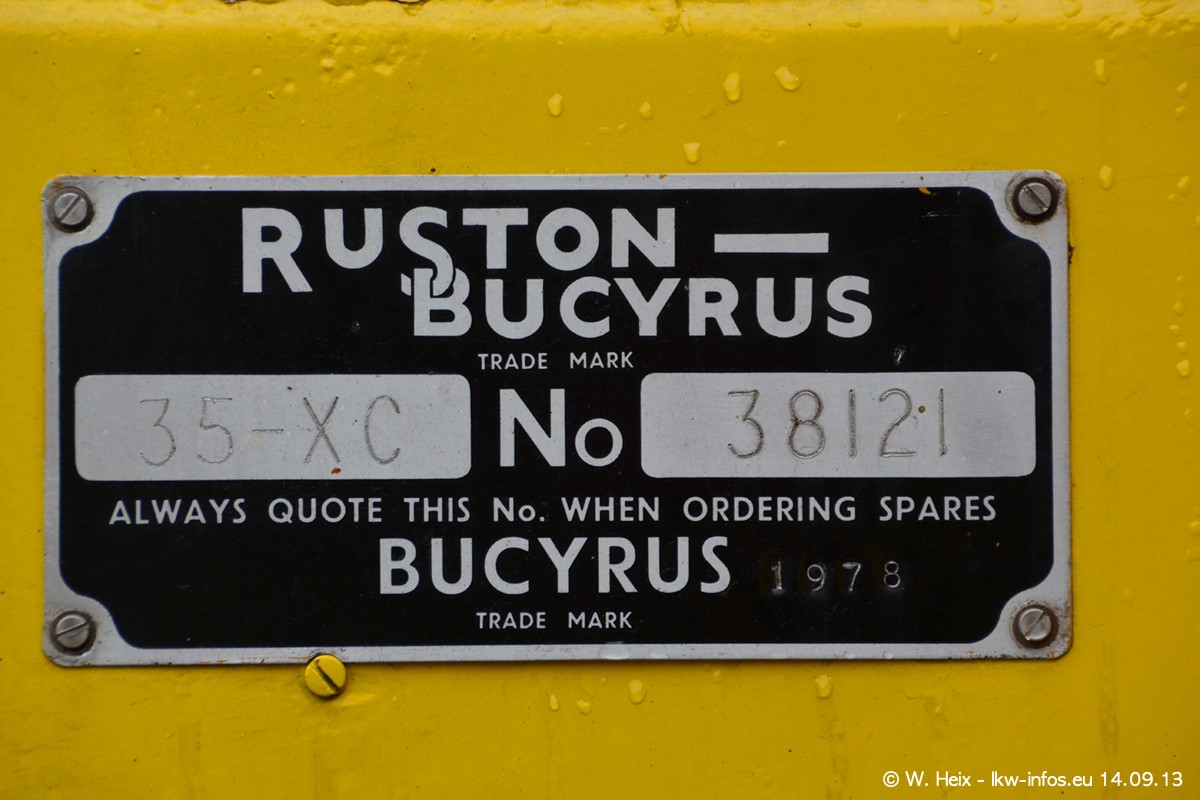 RUSTON—
BUCYRUS
TRADE MARK
35-XC No 38121
ALWAYS QUOTE THIS No. WHEN ORDERING SPARES
BUCYRUS 1978
TRADE MARK
© W. Heix - lkw-infos.eu 14.09.13